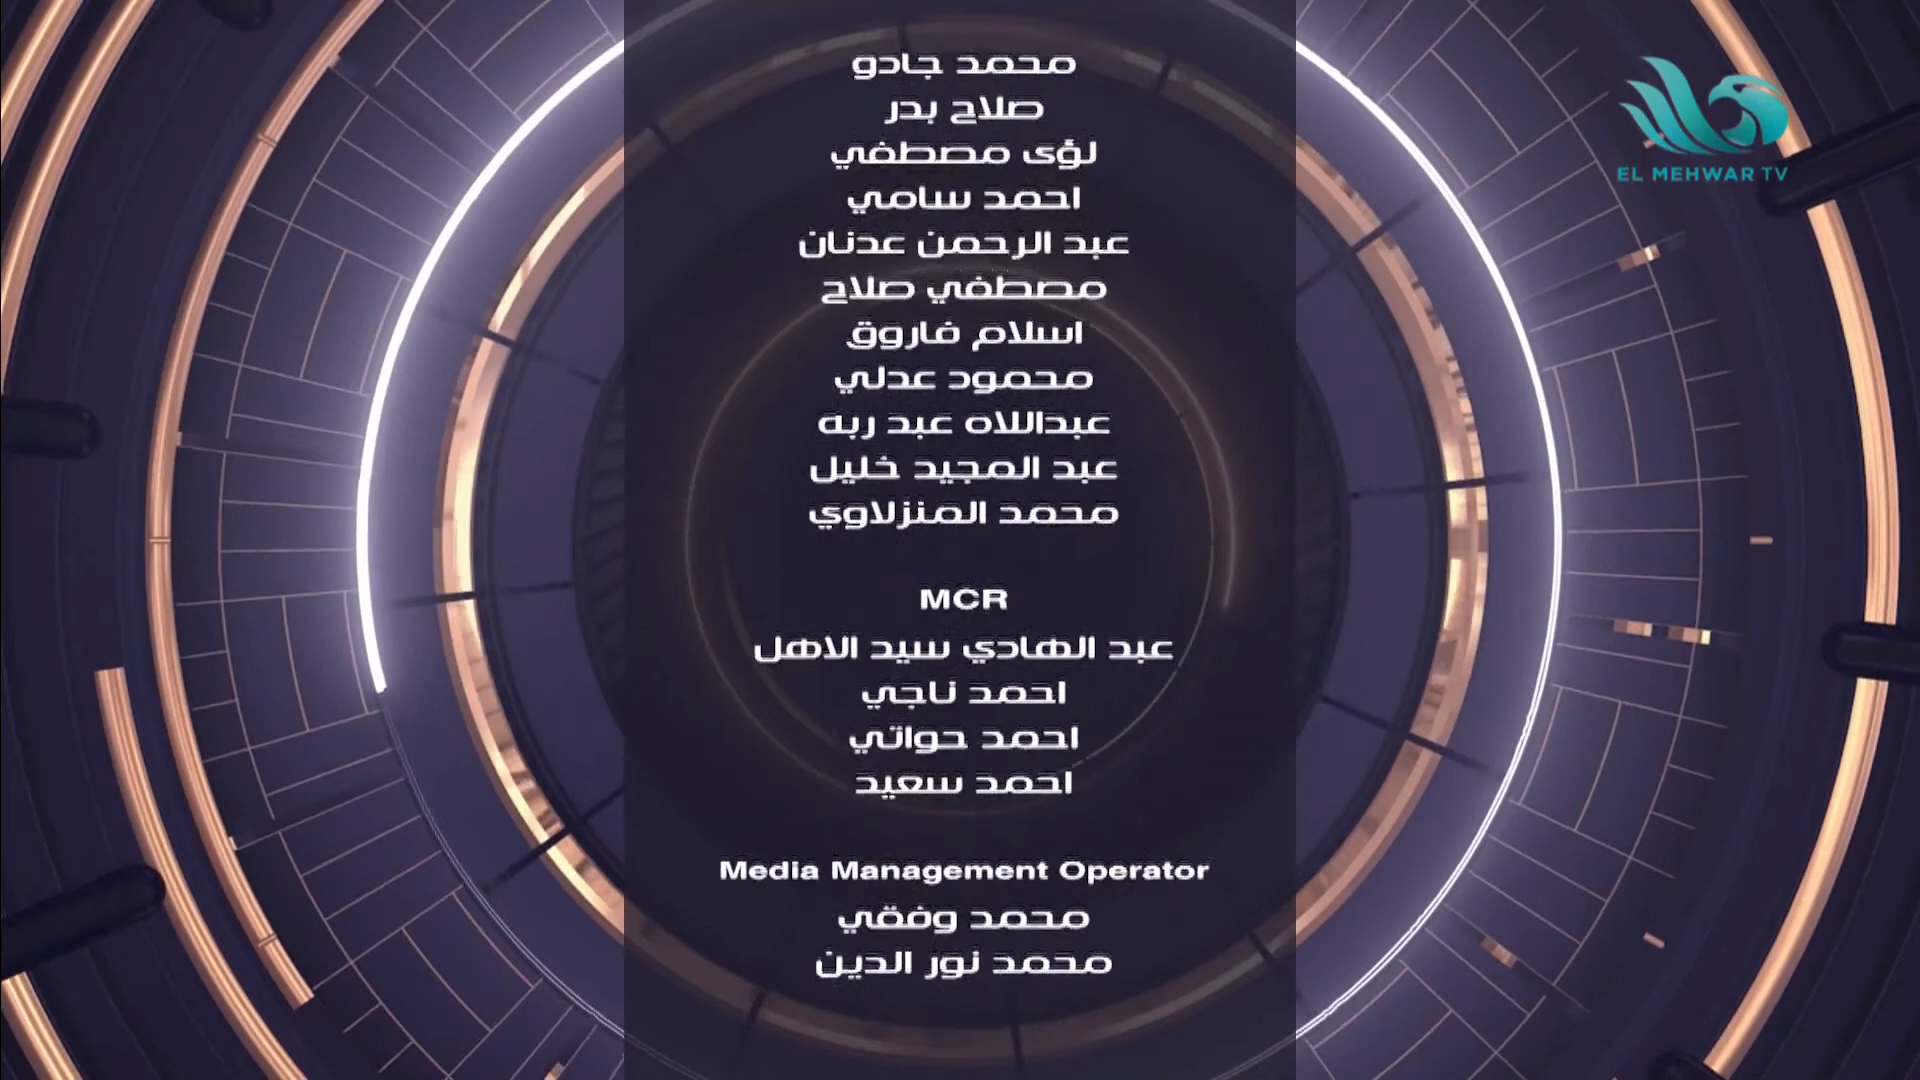 محمد جادو
صلاح بدر
لؤى مصطفي
احمد سامي
عبد الرحمن عدنان
مصطفي صلاح
اسلام فاروق
محمود عدلي
عبداللاه عبد ربه
عبد المجيد خليل
محمد المنزلاوي
MCR
عبد الهادي سيد الاهل
احمد ناجي
احمد حواتي
احمد سعيد
Media Management Operator
محمد وفقي
محمد نور الدين
EL MEHWAR TV